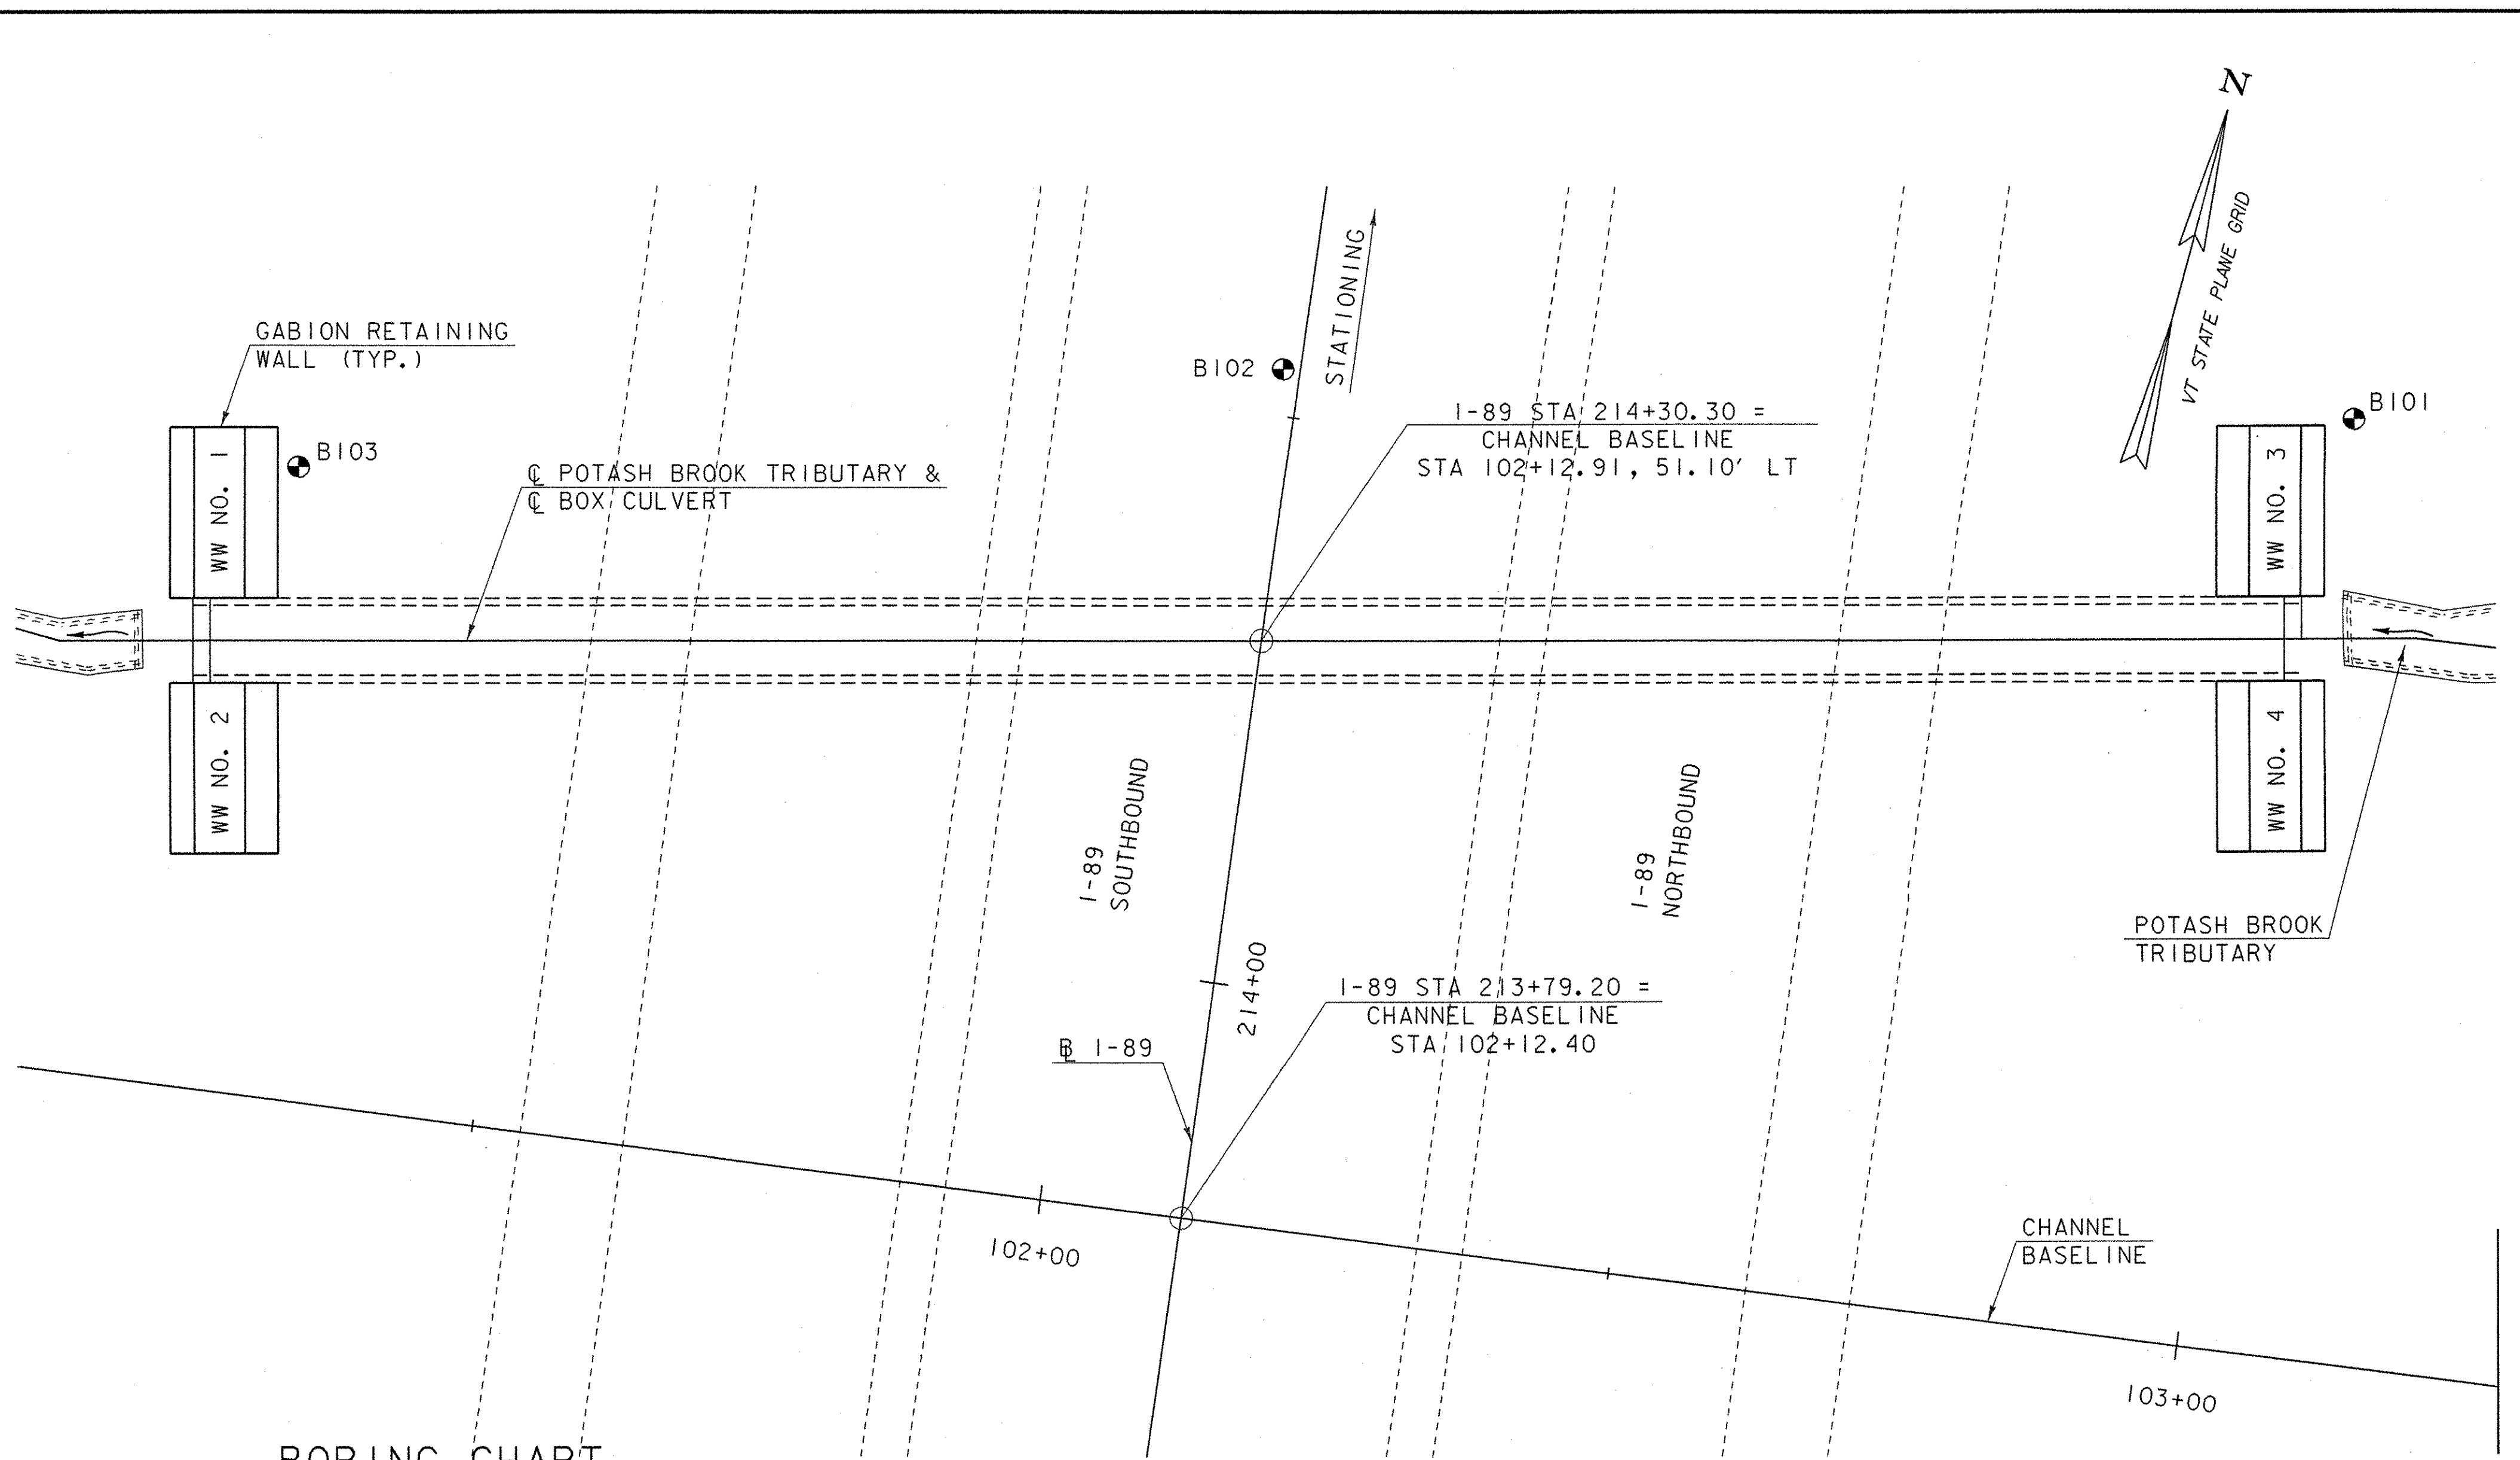 N
VT STATE PLANE GRID
STATIONING
GABION RETAINING
WALL (TYP.)
B102
I-89 STA 214+30.30 =
CHANNEL BASELINE
STA 102+12.91, 51.10' LT
B101
B103
WW NO. 1
℄ POTASH BROOK TRIBUTARY &
℄ BOX CULVERT
WW NO. 3
WW NO. 2
WW NO. 4
I-89
SOUTHBOUND
I-89
NORTHBOUND
POTASH BROOK
TRIBUTARY
214+00
I-89 STA 213+79.20 =
CHANNEL BASELINE
STA 102+12.40
BL I-89
102+00
CHANNEL
BASELINE
103+00
BORING CHART